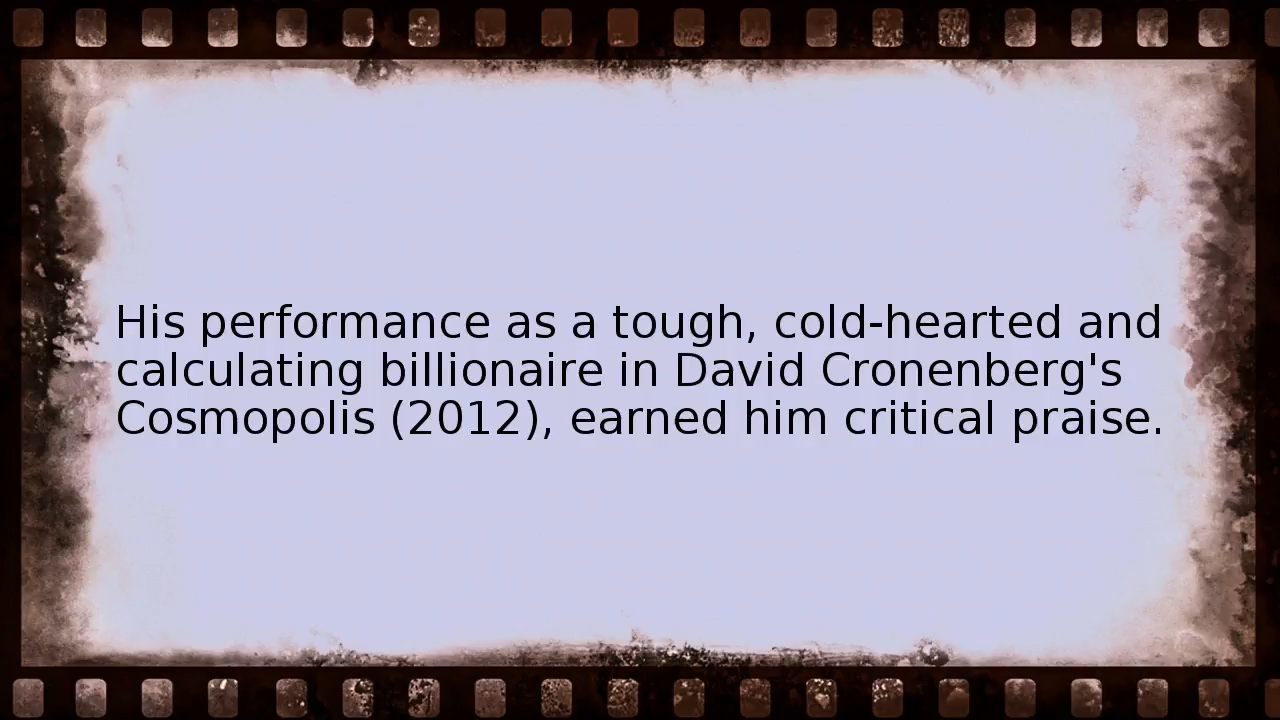 His performance as a tough, cold-hearted and
calculating billionaire in David Cronenberg's
Cosmopolis (2012), earned him critical praise.